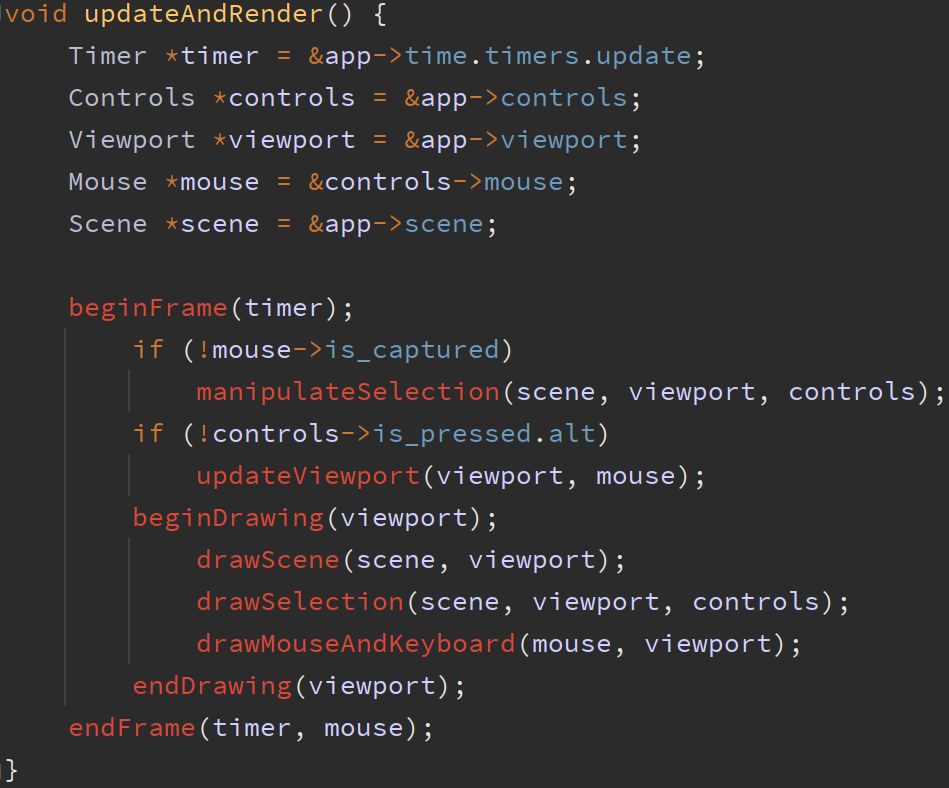 void updateAndRender() {
    Timer *timer = &app->time.timers.update;
    Controls *controls = &app->controls;
    Viewport *viewport = &app->viewport;
    Mouse *mouse = &controls->mouse;
    Scene *scene = &app->scene;

    beginFrame(timer);
        if (!mouse->is_captured)
            manipulateSelection(scene, viewport, controls);
        if (!controls->is_pressed.alt)
            updateViewport(viewport, mouse);
        beginDrawing(viewport);
            drawScene(scene, viewport);
            drawSelection(scene, viewport, controls);
            drawMouseAndKeyboard(mouse, viewport);
        endDrawing(viewport);
    endFrame(timer, mouse);
}